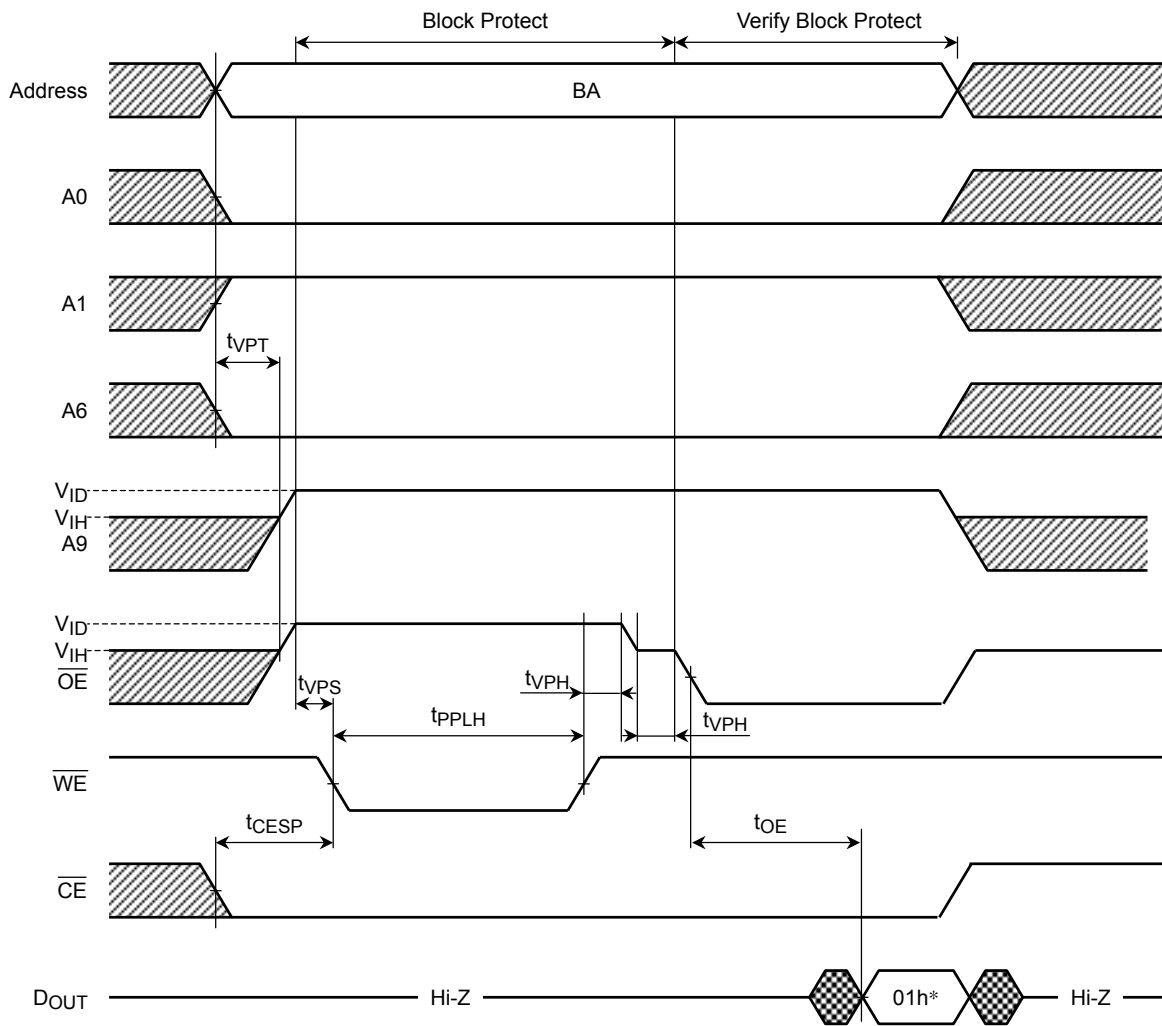 Block Protect
Verify Block Protect
Address
BA
A0
A1
tVPT
A6
VID
VIH
A9
VID
VIH
OE
tVPS
tVPH
tPPLH
tVPH
WE
tCESP
tOE
CE
DOUT
Hi-Z
01h*
Hi-Z